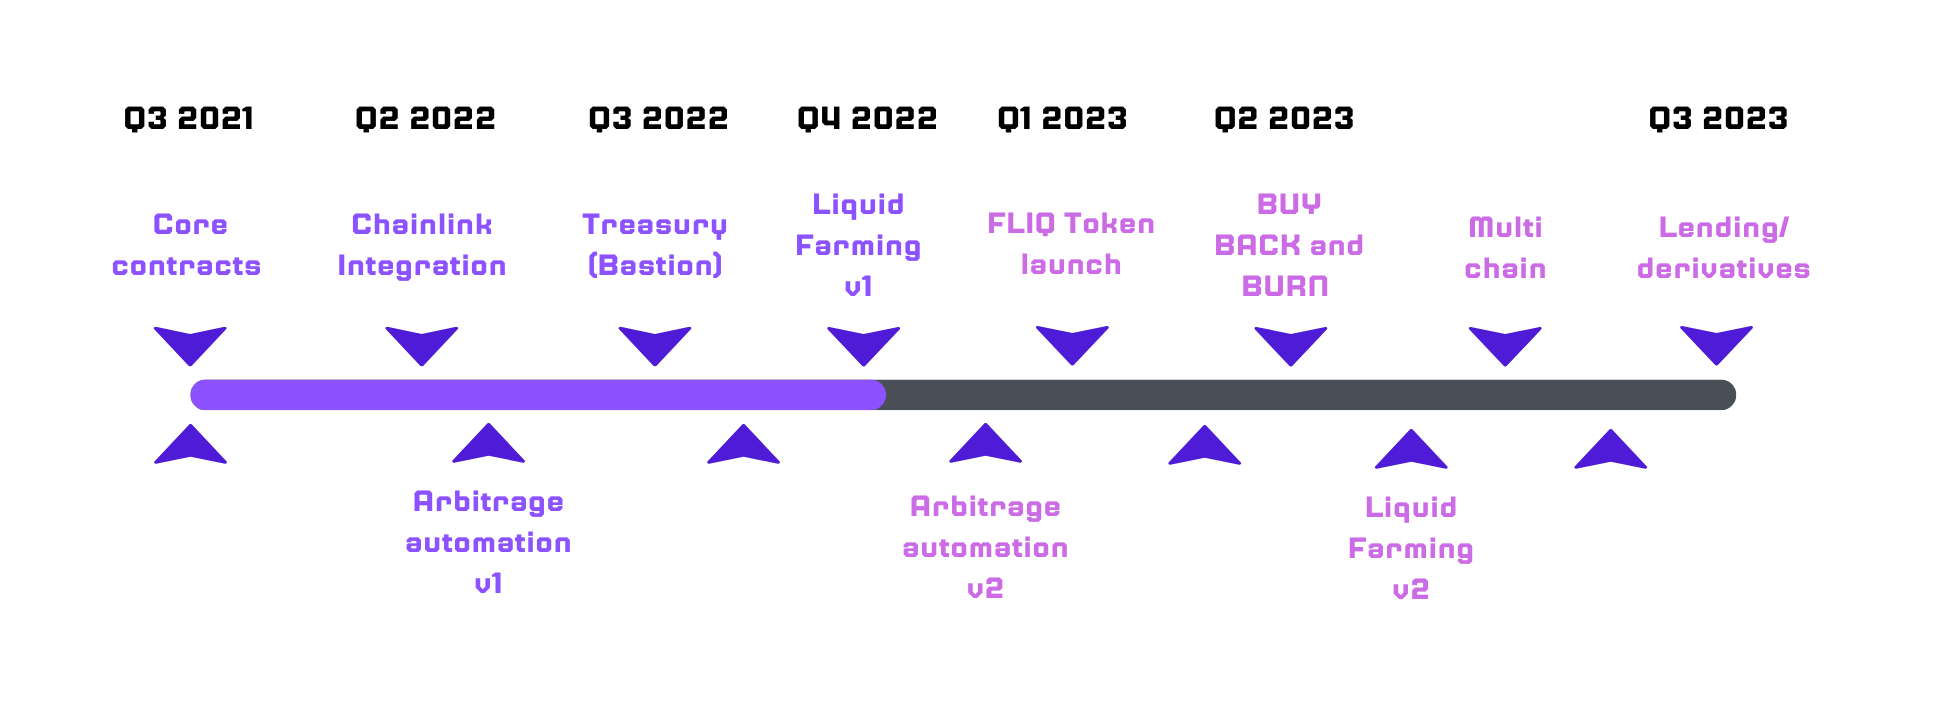 Q3 2021
Q2 2022
Q3 2022
Q4 2022
Q1 2023
Q2 2023
Q3 2023
Core
contracts
Chainlink
Integration
Treasury
(Bastion)
Liquid
Farming
v1
FLIQ Token
launch
BUY
BACK and
BURN
Multi
chain
Lending/
derivatives
Arbitrage
automation
v1
Arbitrage
automation
v2
Liquid
Farming
v2